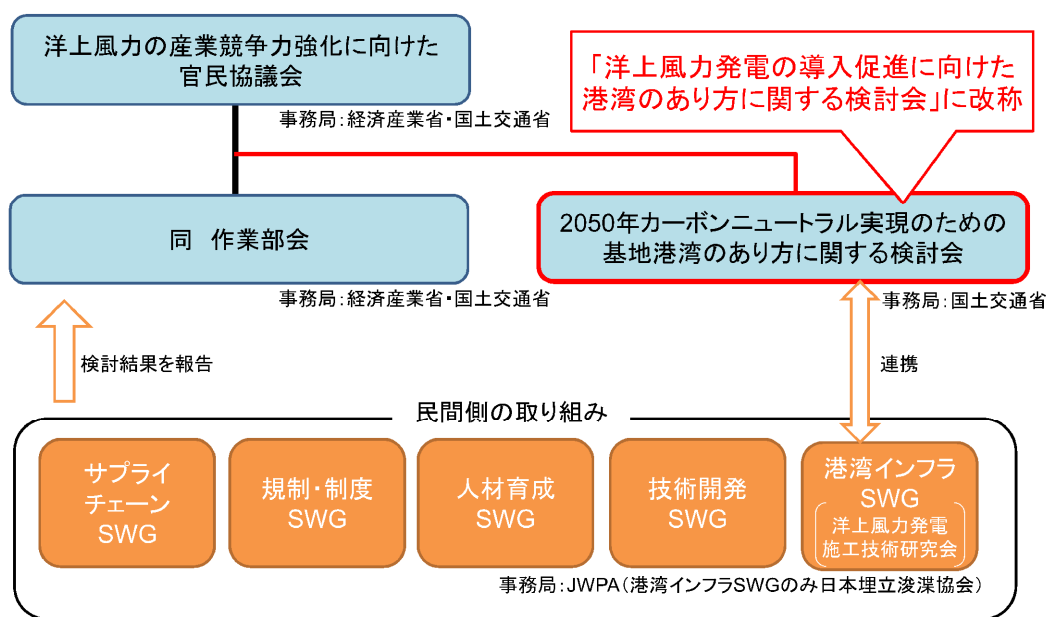 洋上風力の産業競争力強化に向けた
官民協議会
事務局：経済産業省・国土交通省
「洋上風力発電の導入促進に向けた
港湾のあり方に関する検討会」に改称
同　作業部会
事務局：経済産業省・国土交通省
2050年カーボンニュートラル実現のための
基地港湾のあり方に関する検討会
事務局：国土交通省
検討結果を報告
連携
民間側の取り組み
サプライ
チェーン
SWG
規制・制度
SWG
人材育成
SWG
技術開発
SWG
港湾インフラ
SWG
洋上風力発電
施工技術研究会
事務局：JWPA（港湾インフラSWGのみ日本埋立浚渫協会）